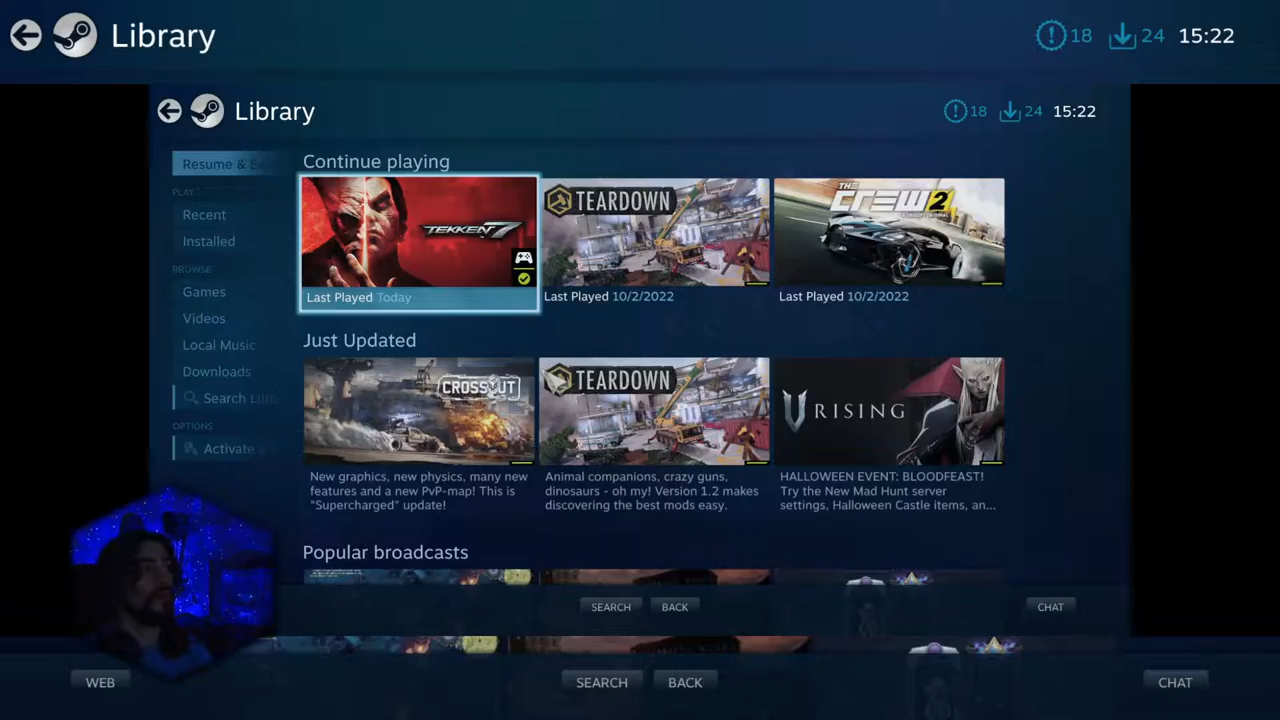 Library
18 24 15:22
Library
18 24 15:22
Resume &
PLAY
Recent
Installed
BROWSE
Games
Videos
Local Music
Downloads
Search
OPTIONS
Activate
Continue playing
TEKKEN 7
Last Played Today
TEARDOWN
Last Played 10/2/2022
THE
CREW 2
Last Played 10/2/2022
Just Updated
CROSSOUT
New graphics, new physics, many new
features and a new PvP-map! This is
"Supercharged" update!
TEARDOWN
Animal companions, crazy guns,
dinosaurs - oh my! Version 1.2 makes
discovering the best mods easy.
V RISING
HALLOWEEN EVENT: BLOODFEAST!
Try the New Mad Hunt server
settings, Halloween Castle items, an...
Popular broadcasts
SEARCH BACK CHAT
WEB SEARCH BACK CHAT